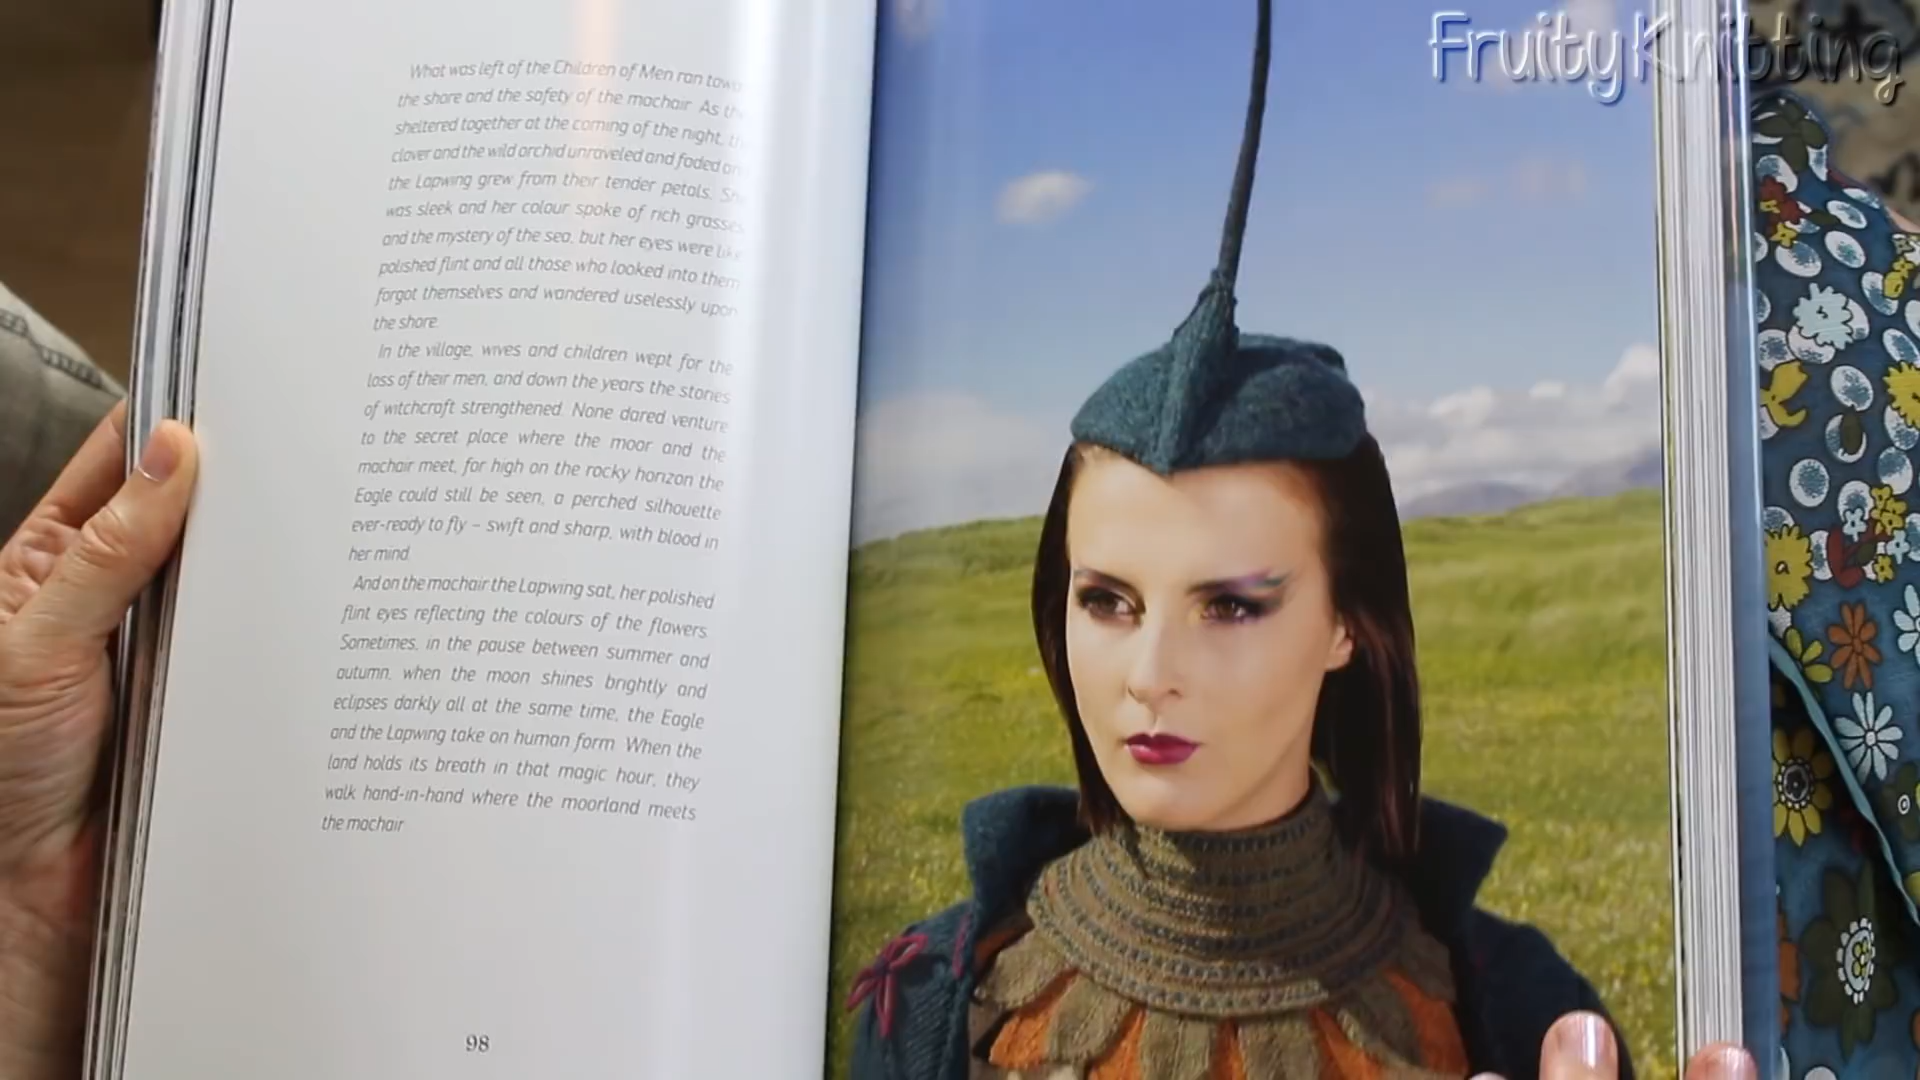 What was left of the Children of Men ran
the shore and the safety of the machair. As
sheltered together at the coming of the night,
clover and the wild orchid unraveled and faded
the Lapwing grew from their tender petals.
was sleek and her colour spoke of rich grasses
and the mystery of the sea, but her eyes were like
polished flint and all those who looked into them
forgot themselves and wandered uselessly upon
the shore.
In the village, wives and children wept for the
loss of their men, and down the years the stories
of witchcraft strengthened. None dared venture
to the secret place where the moor and the
machair meet, for high on the rocky horizon the
Eagle could still be seen, a perched silhouette
ever-ready to fly – swift and sharp, with blood in
her mind.
And on the machair the Lapwing sat, her polished
flint eyes reflecting the colours of the flowers.
Sometimes, in the pause between summer and
autumn, when the moon shines brightly and
eclipses darkly all at the same time, the Eagle
and the Lapwing take on human form. When the
land holds its breath in that magic hour, they
walk hand-in-hand where the moorland meets
the machair.
98
FruityKnitting